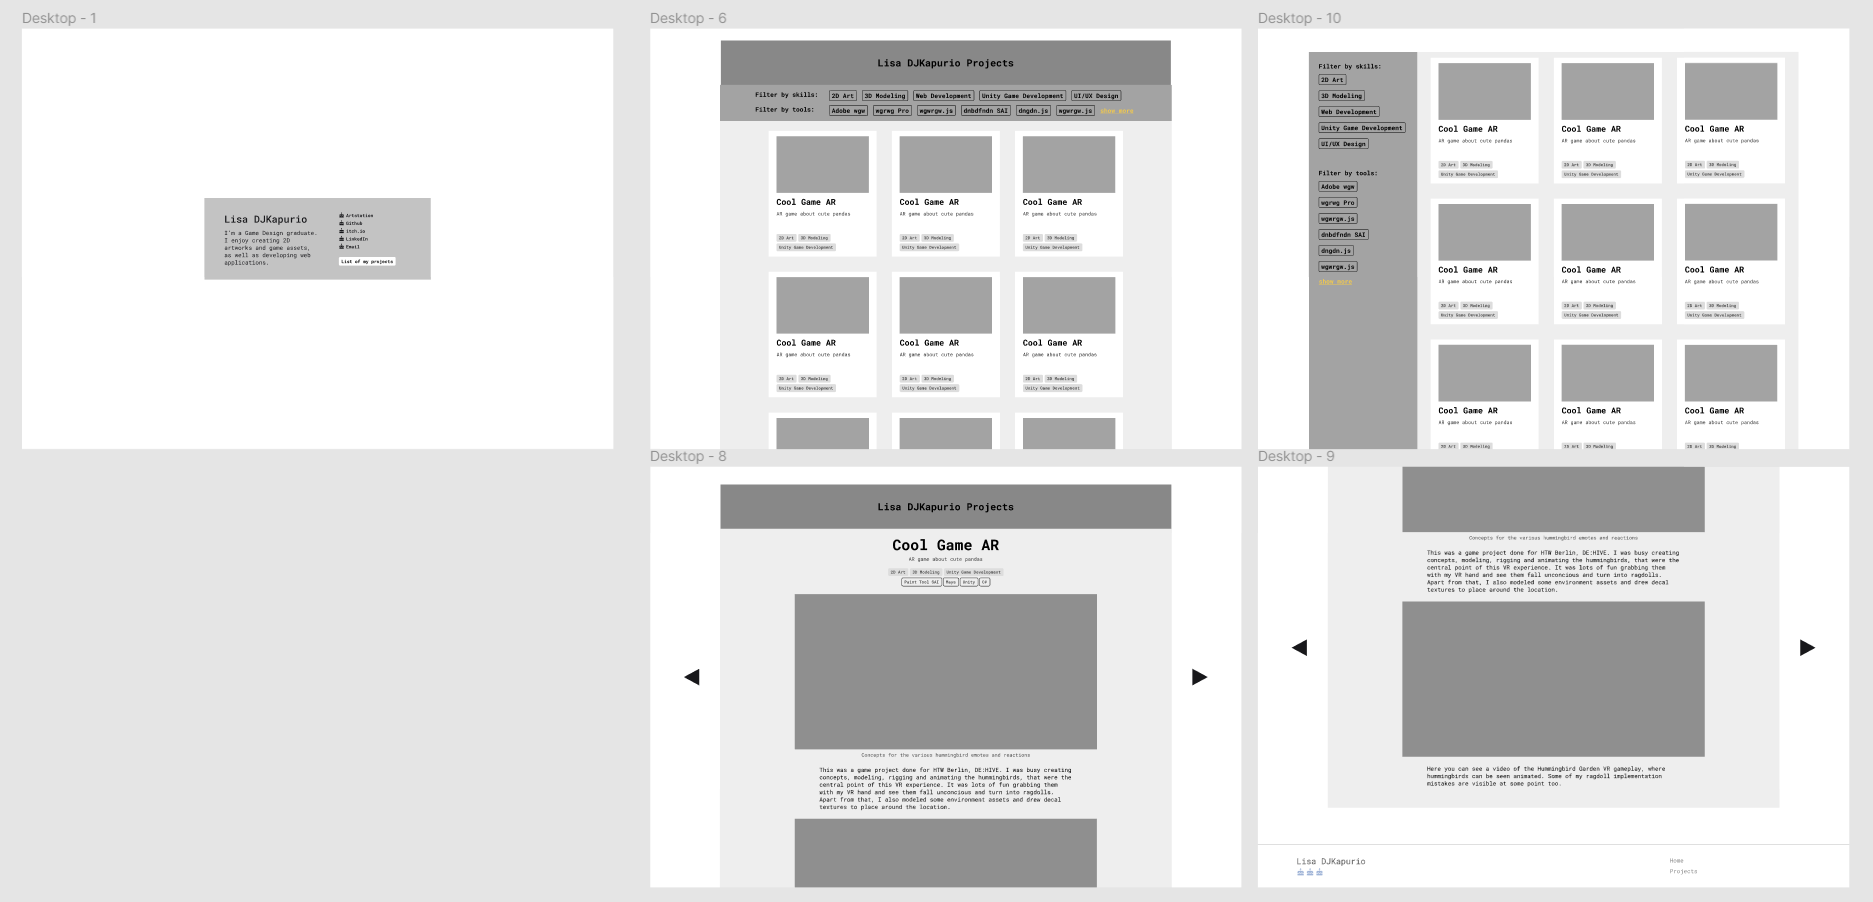 Desktop - 1
Lisa DJKapurio
I'm a Game Design graduate.
I enjoy creating 2D
artworks and game assets,
as well as developing web
applications.
Artstation
Github
itch.io
LinkedIn
Email
List of my projects
Desktop - 6
Lisa DJKapurio Projects
Filter by skills: 2D Art 3D Modeling Web Development Unity Game Development UI/UX Design
Filter by tools: Adobe wgw wgrwg Pro wgwrgw.js dnbdfndn SAI dngdn.js wgwrgw.js show more
Cool Game AR Cool Game AR Cool Game AR
AR game about cute pandas AR game about cute pandas AR game about cute pandas
2D Art 3D Modeling 2D Art 3D Modeling 2D Art 3D Modeling
Unity Game Development Unity Game Development Unity Game Development
Cool Game AR Cool Game AR Cool Game AR
AR game about cute pandas AR game about cute pandas AR game about cute pandas
2D Art 3D Modeling 2D Art 3D Modeling 2D Art 3D Modeling
Unity Game Development Unity Game Development Unity Game Development
Desktop - 10
Filter by skills:
2D Art
3D Modeling
Web Development
Unity Game Development
UI/UX Design
Filter by tools:
Adobe wgw
wgrwg Pro
wgwrgw.js
dnbdfndn SAI
dngdn.js
wgwrgw.js
show more
Cool Game AR Cool Game AR Cool Game AR
AR game about cute pandas AR game about cute pandas AR game about cute pandas
2D Art 3D Modeling 2D Art 3D Modeling 2D Art 3D Modeling
Unity Game Development Unity Game Development Unity Game Development
Cool Game AR Cool Game AR Cool Game AR
AR game about cute pandas AR game about cute pandas AR game about cute pandas
2D Art 3D Modeling 2D Art 3D Modeling 2D Art 3D Modeling
Unity Game Development Unity Game Development Unity Game Development
Cool Game AR Cool Game AR Cool Game AR
AR game about cute pandas AR game about cute pandas AR game about cute pandas
2D Art 3D Modeling 2D Art 3D Modeling 2D Art 3D Modeling
Desktop - 8
Lisa DJKapurio Projects
Cool Game AR
AR game about cute pandas
2D Art 3D Modeling Unity Game Development
Paint Tool SAI Maya Unity C#
Concepts for the various hummingbird emotes and reactions
This was a game project done for HTW Berlin, DE:HIVE. I was busy creating
concepts, modeling, rigging and animating the hummingbirds, that were the
central point of this VR experience. It was lots of fun grabbing them
with my VR hand and see them fall unconcious and turn into ragdolls.
Apart from that, I also modeled some environment assets and drew decal
textures to place around the location.
Desktop - 9
Concepts for the various hummingbird emotes and reactions
This was a game project done for HTW Berlin, DE:HIVE. I was busy creating
concepts, modeling, rigging and animating the hummingbirds, that were the
central point of this VR experience. It was lots of fun grabbing them
with my VR hand and see them fall unconcious and turn into ragdolls.
Apart from that, I also modeled some environment assets and drew decal
textures to place around the location.
Here you can see a video of the Hummingbird Garden VR gameplay, where
hummingbirds can be seen animated. Some of my ragdoll implementation
mistakes are visible at some point too.
Lisa DJKapurio
Home
Projects